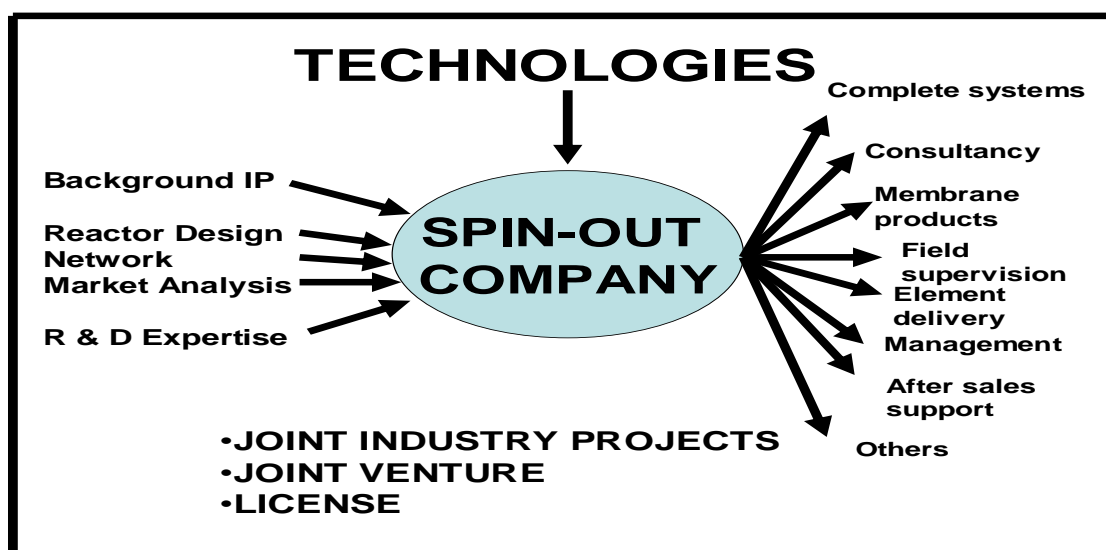 TECHNOLOGIES
Background IP
Reactor Design
Network
Market Analysis
R & D Expertise
SPIN-OUT
COMPANY
Complete systems
Consultancy
Membrane
products
Field
supervision
Element
delivery
Management
After sales
support
Others
•JOINT INDUSTRY PROJECTS
•JOINT VENTURE
•LICENSE